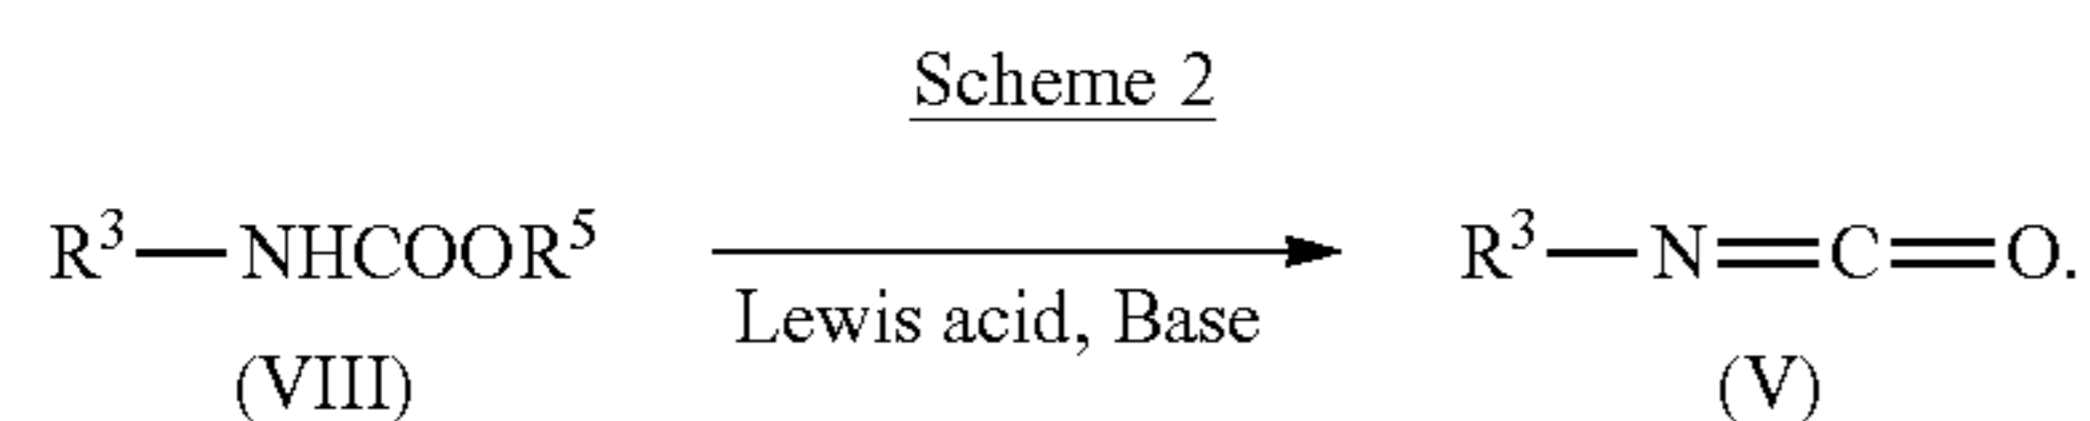 Scheme 2
R³—NHCOOR⁵ R³—N=C=O.
Lewis acid, Base
(VIII) (V)